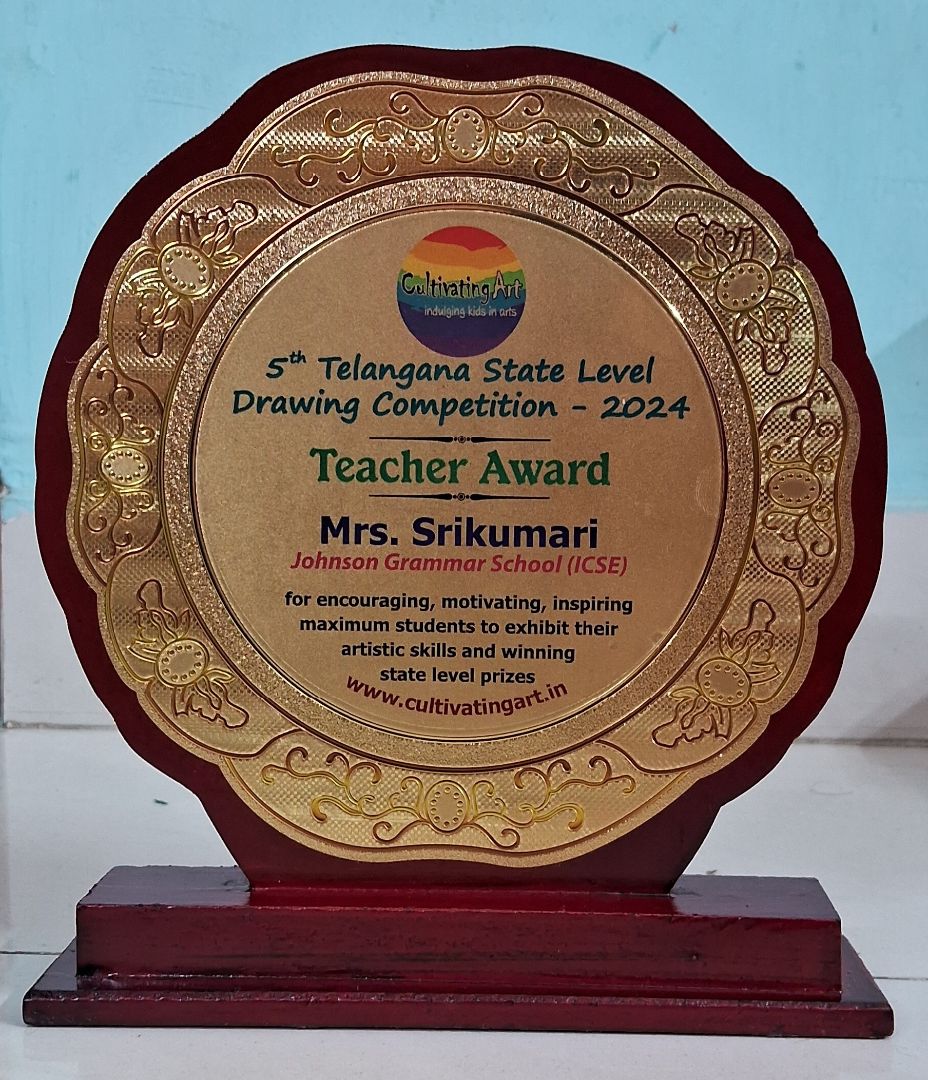 Cultivating Art
indulging kids in arts
5th Telangana State Level
Drawing Competition - 2024
Teacher Award
Mrs. Srikumari
Johnson Grammar School (ICSE)
for encouraging, motivating, inspiring
maximum students to exhibit their
artistic skills and winning
state level prizes
www.cultivatingart.in